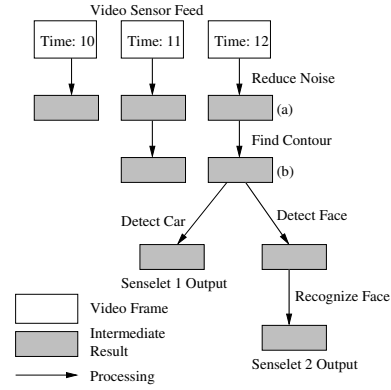 Video Sensor Feed
Time: 10
Time: 11
Time: 12
Reduce Noise
(a)
Find Contour
(b)
Detect Car
Detect Face
Senselet 1 Output
Recognize Face
Video Frame
Intermediate
Result
Senselet 2 Output
Processing